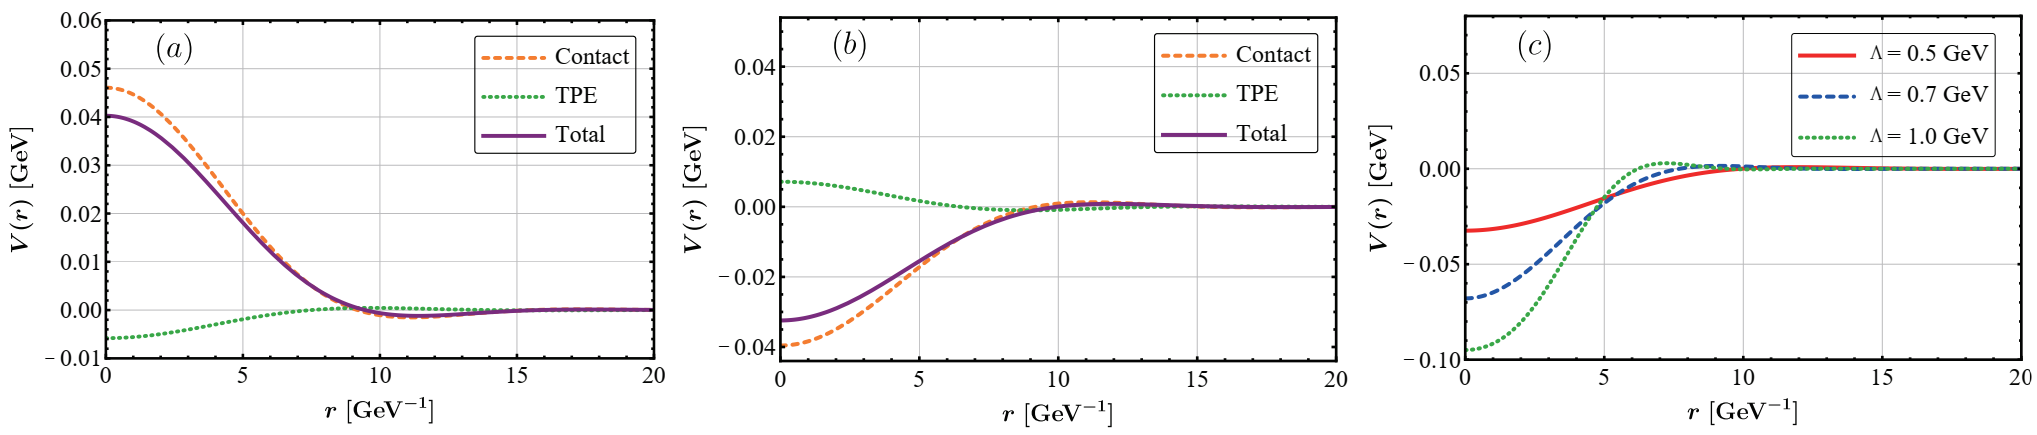 (a)
Contact
TPE
Total
0.06
0.05
0.04
0.03
0.02
0.01
0.00
−0.01
0
5
10
15
20
V(r) [GeV]
r [GeV⁻¹]
(b)
Contact
TPE
Total
0.04
0.02
0.00
−0.02
−0.04
0
5
10
15
20
V(r) [GeV]
r [GeV⁻¹]
(c)
Λ = 0.5 GeV
Λ = 0.7 GeV
Λ = 1.0 GeV
0.05
0.00
−0.05
−0.10
0
5
10
15
20
V(r) [GeV]
r [GeV⁻¹]